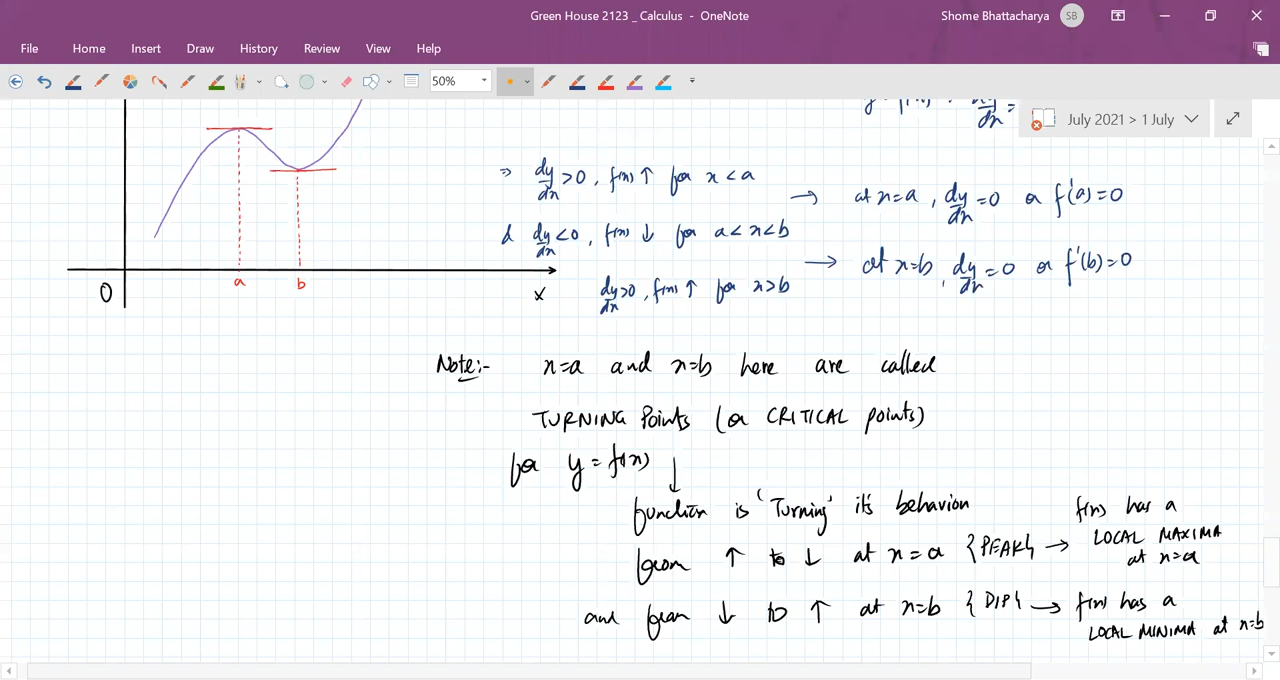 Green House 2123 _ Calculus - OneNote
Shome Bhattacharya SB
File Home Insert Draw History Review View Help
50%
July 2021 > 1 July
y = f(x)
dy/dx =
⇒ dy/dx >0, f(x) ↑ for x < a → at x=a, dy/dx =0 or f'(a)=0
& dy/dx <0, f(x) ↓ for a < x < b → at x=b, dy/dx =0 or f'(b)=0
dy/dx >0, f(x) ↑ for x > b
O a b X
Note:- x=a and x=b here are called
TURNING Points (or CRITICAL points)
for y = f(x) ↓
function is 'Turning' it's behavior
from ↑ to ↓ at x = a {PEAK} → f(x) has a
LOCAL MAXIMA
at x=a
and from ↓ to ↑ at x=b {DIP} → f(x) has a
LOCAL MINIMA at x=b